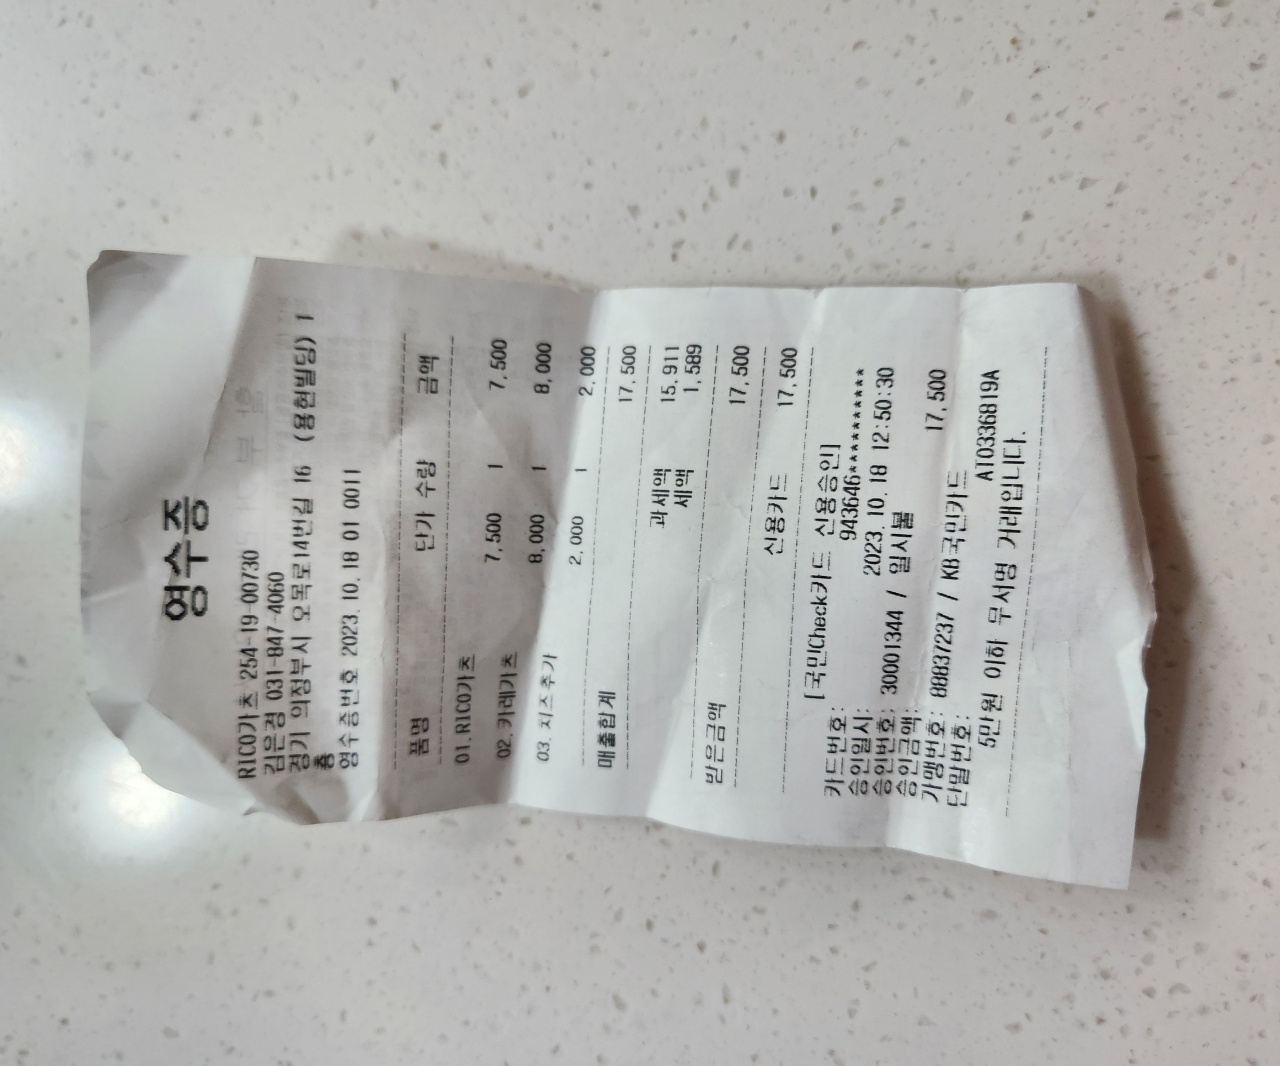 영수증
RICO가츠 254-19-00730
김은경 031-847-4060
경기 의정부시 오목로14번길 16 (용현빌딩) 1
층
영수증번호 2023. 10. 18 01 0011
품명 단가 수량 금액
01. RICO가츠
7,500 1 7,500
02. 카레가츠
8,000 1 8,000
03. 치즈추가
2,000 1 2,000
매출합계 17,500
과세액 15,911
세액 1,589
받은금액 17,500
신용카드 17,500
[국민Check카드 신용승인]
카드번호: 943646**********
승인일시: 2023. 10. 18 12:50:30
승인번호: 30001344 / 일시불
승인금액: 17,500
가맹번호: 88837237 / KB국민카드
단말번호: AT0336819A
5만원 이하 무서명 거래입니다.